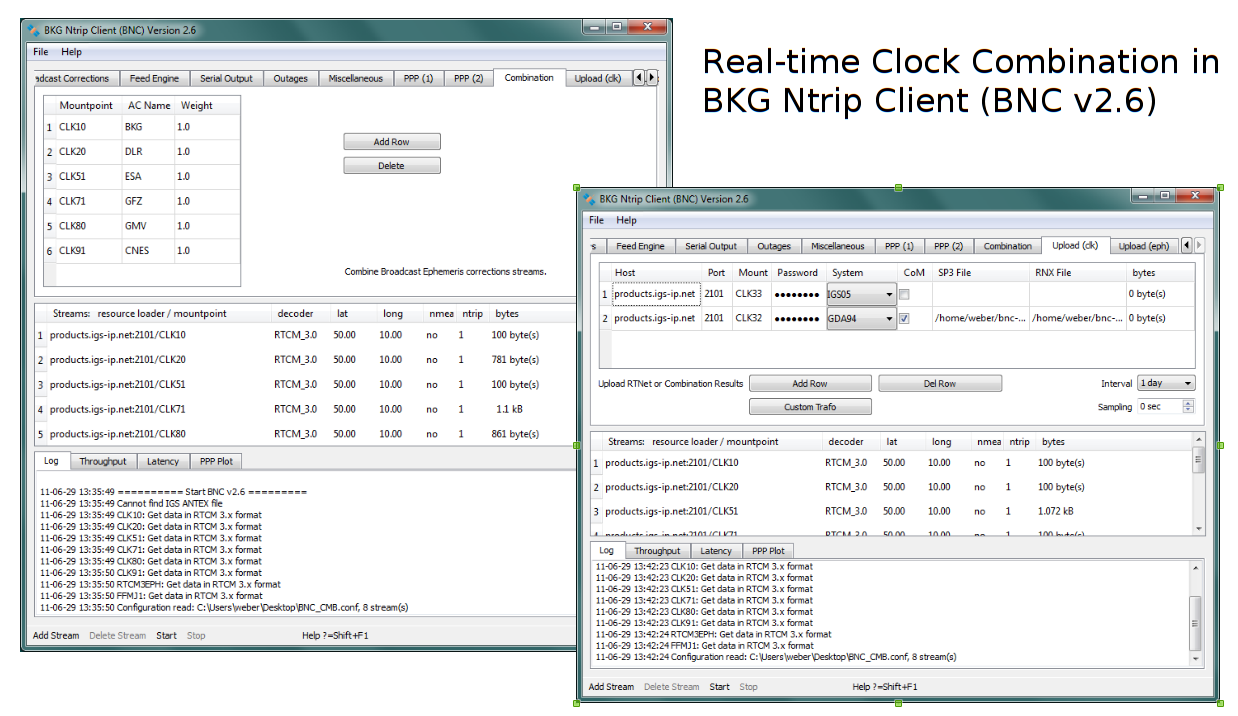 Real-time Clock Combination in
BKG Ntrip Client (BNC v2.6)
BKG Ntrip Client (BNC) Version 2.6
File Help
adcast Corrections Feed Engine Serial Output Outages Miscellaneous PPP (1) PPP (2) Combination Upload (clk)
Mountpoint AC Name Weight
1 CLK10 BKG 1.0
2 CLK20 DLR 1.0
3 CLK51 ESA 1.0
4 CLK71 GFZ 1.0
5 CLK80 GMV 1.0
6 CLK91 CNES 1.0
Add Row
Delete
Combine Broadcast Ephemeris corrections streams.
Streams: resource loader / mountpoint decoder lat long nmea ntrip bytes
1 products.igs-ip.net:2101/CLK10 RTCM_3.0 50.00 10.00 no 1 100 byte(s)
2 products.igs-ip.net:2101/CLK20 RTCM_3.0 50.00 10.00 no 1 781 byte(s)
3 products.igs-ip.net:2101/CLK51 RTCM_3.0 50.00 10.00 no 1 100 byte(s)
4 products.igs-ip.net:2101/CLK71 RTCM_3.0 50.00 10.00 no 1 1.1 kB
5 products.igs-ip.net:2101/CLK80 RTCM_3.0 50.00 10.00 no 1 861 byte(s)
Log Throughput Latency PPP Plot
11-06-29 13:35:49 ========== Start BNC v2.6 =========
11-06-29 13:35:49 Cannot find IGS ANTEX file
11-06-29 13:35:49 CLK10: Get data in RTCM 3.x format
11-06-29 13:35:49 CLK20: Get data in RTCM 3.x format
11-06-29 13:35:49 CLK51: Get data in RTCM 3.x format
11-06-29 13:35:49 CLK71: Get data in RTCM 3.x format
11-06-29 13:35:49 CLK80: Get data in RTCM 3.x format
11-06-29 13:35:50 CLK91: Get data in RTCM 3.x format
11-06-29 13:35:50 RTCM3EPH: Get data in RTCM 3.x format
11-06-29 13:35:50 FFMJ1: Get data in RTCM 3.x format
11-06-29 13:35:50 Configuration read: C:\Users\weber\Desktop\BNC_CMB.conf, 8 stream(s)
Add Stream Delete Stream Start Stop Help ?=Shift+F1
BKG Ntrip Client (BNC) Version 2.6
File Help
s Feed Engine Serial Output Outages Miscellaneous PPP (1) PPP (2) Combination Upload (clk) Upload (eph)
Host Port Mount Password System CoM SP3 File RNX File bytes
1 products.igs-ip.net 2101 CLK33 ●●●●●●●● IGS05 0 byte(s)
2 products.igs-ip.net 2101 CLK32 ●●●●●●●● GDA94 /home/weber/bnc-... /home/weber/bnc-... 0 byte(s)
Upload RTNet or Combination Results Add Row Del Row Interval 1 day
Custom Trafo Sampling 0 sec
Streams: resource loader / mountpoint decoder lat long nmea ntrip bytes
1 products.igs-ip.net:2101/CLK10 RTCM_3.0 50.00 10.00 no 1 100 byte(s)
2 products.igs-ip.net:2101/CLK20 RTCM_3.0 50.00 10.00 no 1 100 byte(s)
3 products.igs-ip.net:2101/CLK51 RTCM_3.0 50.00 10.00 no 1 1.072 kB
4 products.igs-ip.net:2101/CLK71 RTCM_3.0 50.00 10.00 no 1 100 byte(s)
Log Throughput Latency PPP Plot
11-06-29 13:42:23 CLK10: Get data in RTCM 3.x format
11-06-29 13:42:23 CLK20: Get data in RTCM 3.x format
11-06-29 13:42:23 CLK51: Get data in RTCM 3.x format
11-06-29 13:42:23 CLK71: Get data in RTCM 3.x format
11-06-29 13:42:23 CLK80: Get data in RTCM 3.x format
11-06-29 13:42:23 CLK91: Get data in RTCM 3.x format
11-06-29 13:42:24 RTCM3EPH: Get data in RTCM 3.x format
11-06-29 13:42:24 FFMJ1: Get data in RTCM 3.x format
11-06-29 13:42:24 Configuration read: C:\Users\weber\Desktop\BNC_CMB.conf, 8 stream(s)
Add Stream Delete Stream Start Stop Help ?=Shift+F1